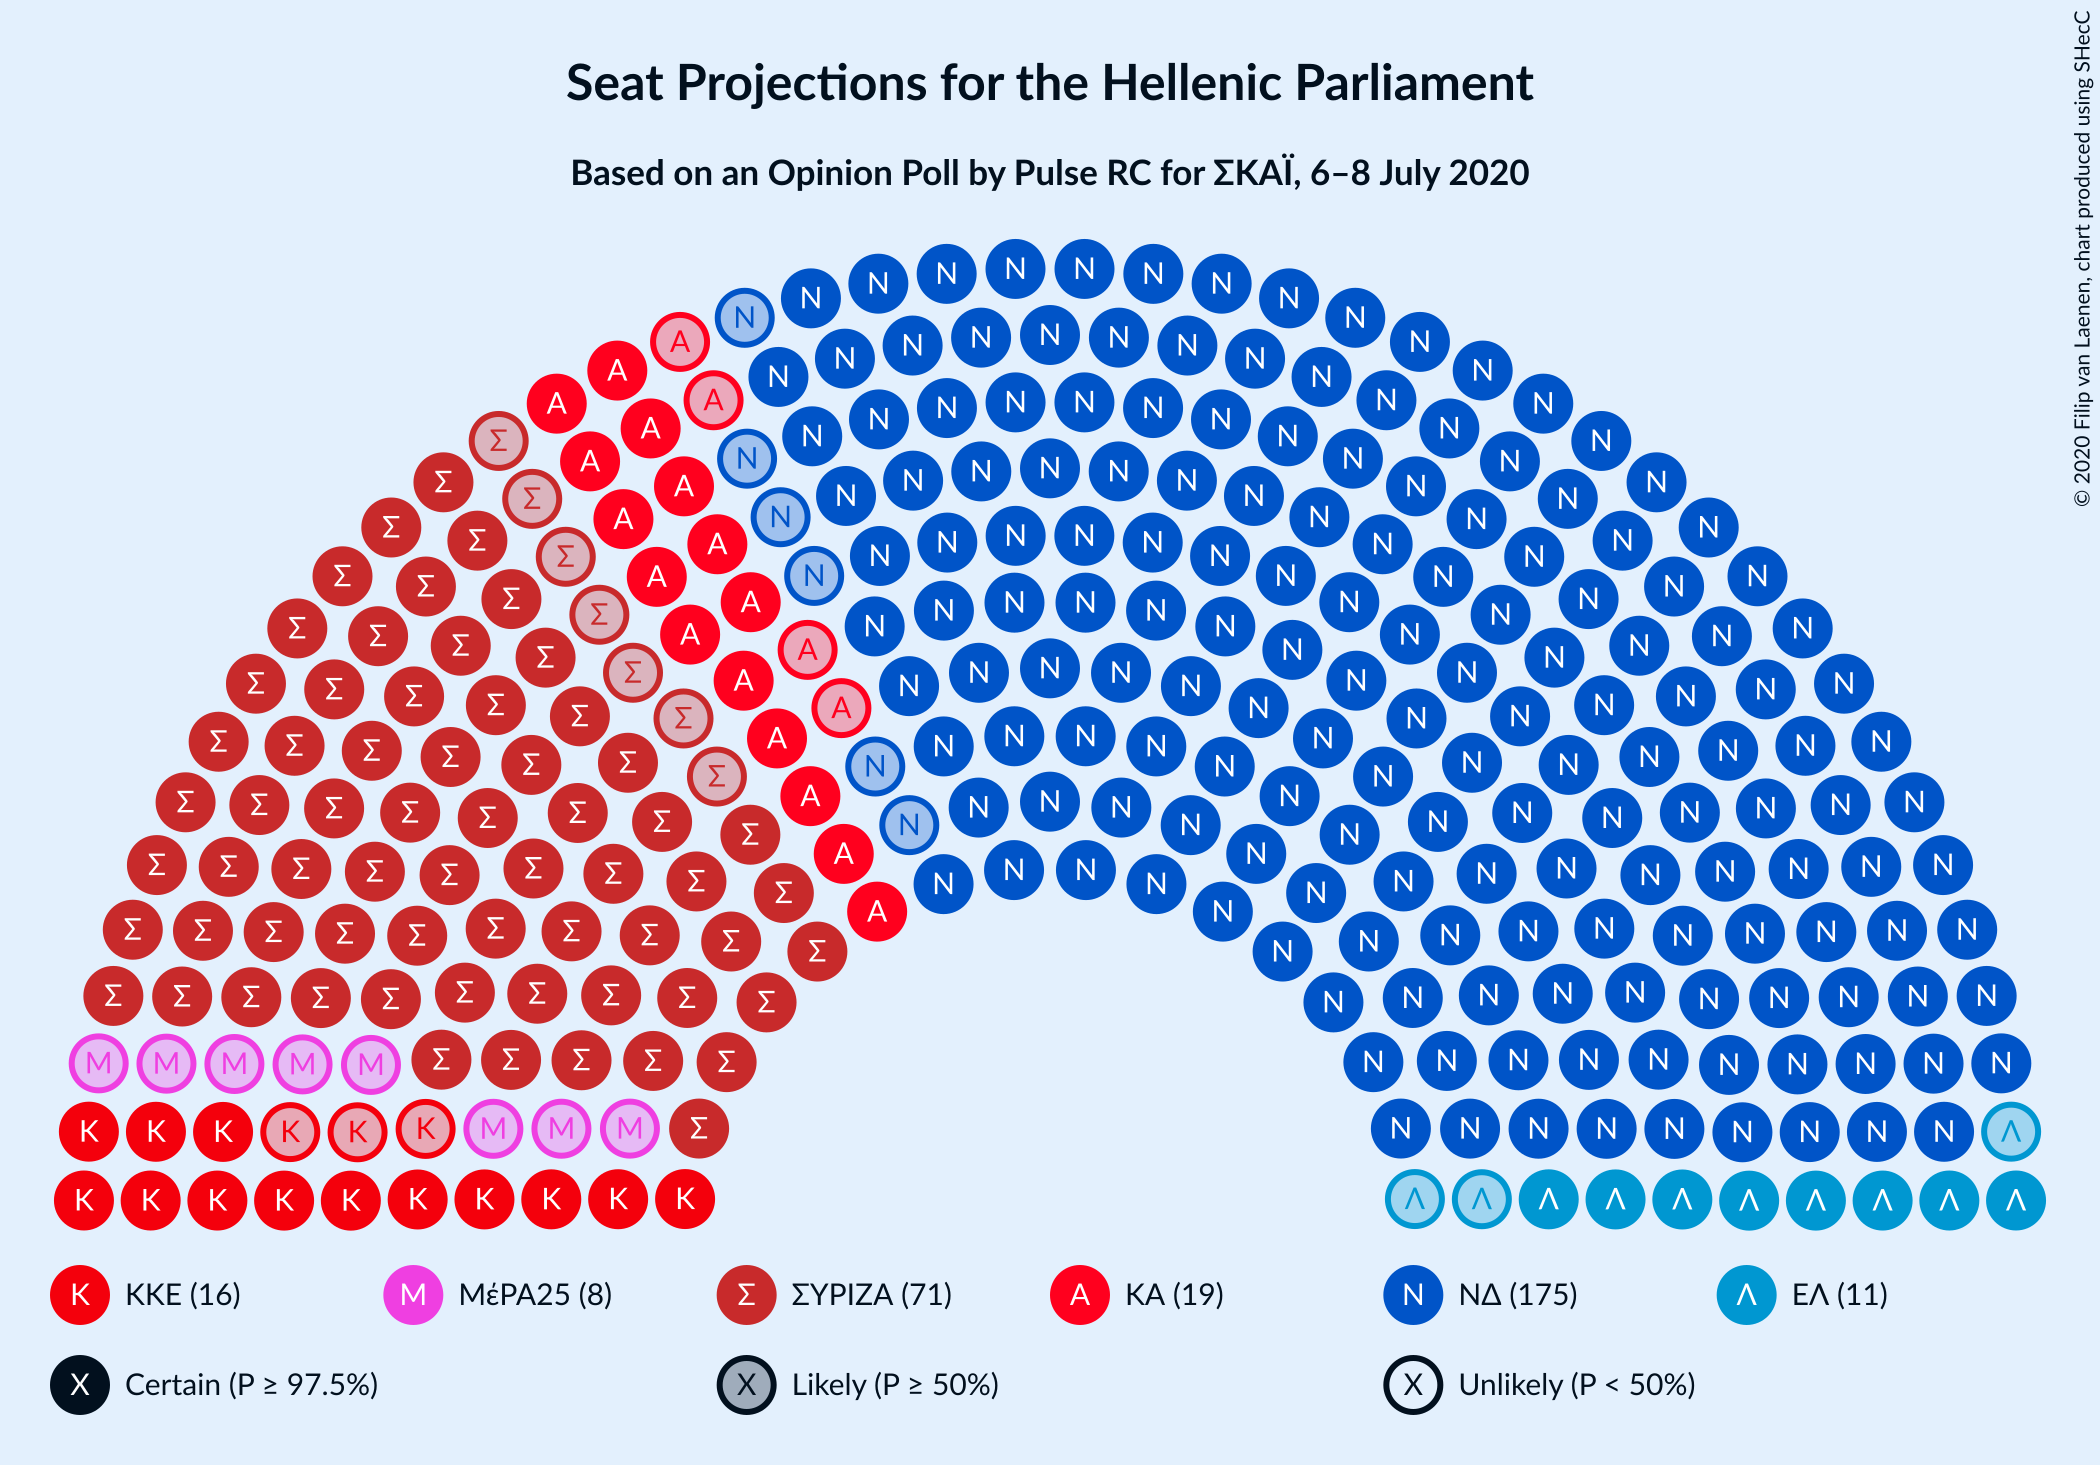 Seat Projections for the Hellenic Parliament
Based on an Opinion Poll by Pulse RC for ΣΚΑΪ, 6–8 July 2020
© 2020 Filip van Laenen, chart produced using SHecC
Κ ΚΚΕ (16) Μ ΜέΡΑ25 (8) Σ ΣΥΡΙΖΑ (71) Α ΚΑ (19) Ν ΝΔ (175) Λ ΕΛ (11)
X Certain (P ≥ 97.5%) X Likely (P ≥ 50%) X Unlikely (P < 50%)